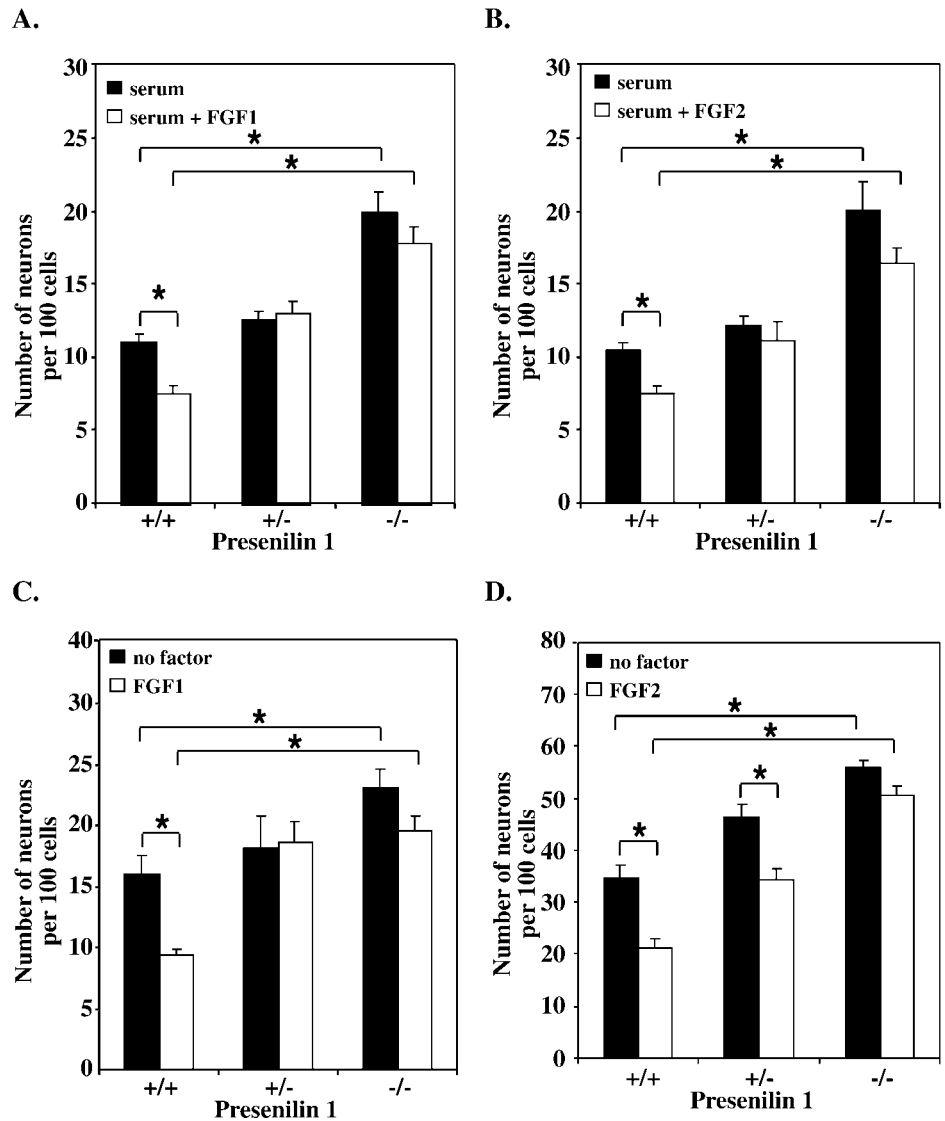 A.
Number of neurons
per 100 cells
30
25
20
15
10
5
0
serum
serum + FGF1
*
*
*
+/+
+/-
-/-
Presenilin 1
B.
Number of neurons
per 100 cells
30
25
20
15
10
5
0
serum
serum + FGF2
*
*
*
+/+
+/-
-/-
Presenilin 1
C.
Number of neurons
per 100 cells
40
30
25
20
15
10
5
0
no factor
FGF1
*
*
*
+/+
+/-
-/-
Presenilin 1
D.
Number of neurons
per 100 cells
80
70
60
50
40
30
20
10
0
no factor
FGF2
*
*
*
*
+/+
+/-
-/-
Presenilin 1